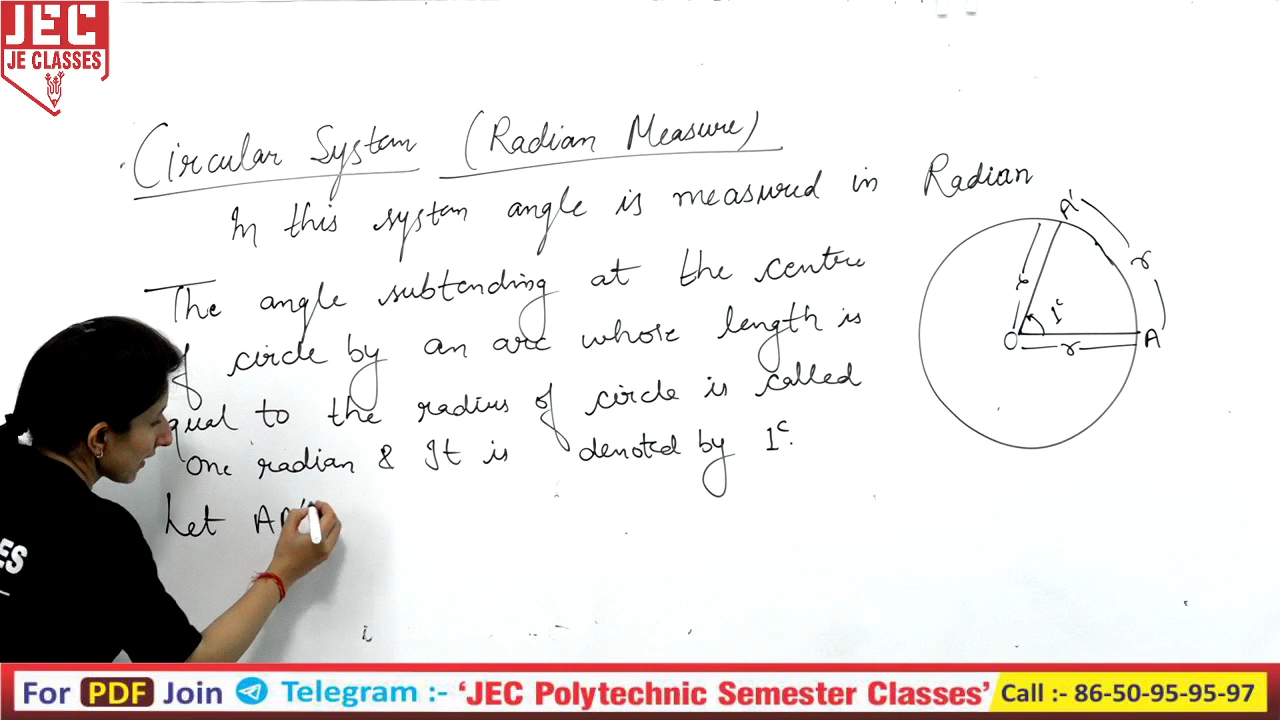 JEC
JE CLASSES
Circular System (Radian Measure)
In this system angle is measured in Radian
The angle subtending at the centre
of circle by an arc whose length is
qual to the radius of circle is called
One radian & It is denoted by 1ᶜ.
Let AA'
A'
r
r
1ᶜ
O
r
A
ES
For PDF Join Telegram :- ‘JEC Polytechnic Semester Classes’ Call :- 86-50-95-95-97